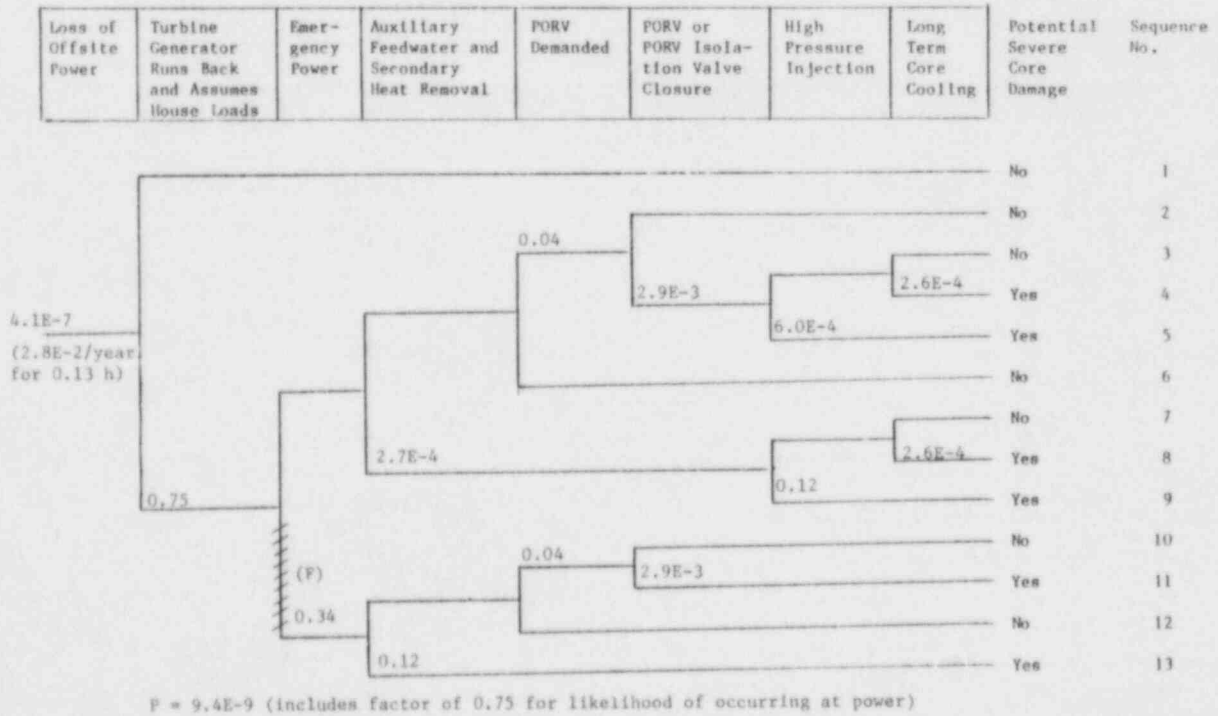 Loss of Offsite Power
Turbine Generator Runs Back and Assumes House Loads
Emer-gency Power
Auxiliary Feedwater and Secondary Heat Removal
PORV Demanded
PORV or PORV Isola-tion Valve Closure
High Pressure Injection
Long Term Core Cooling
Potential Severe Core Damage
Sequence No.
No 1
No 2
0.04
No 3
2.6E-4
2.9E-3
Yes 4
4.1E-7
6.0E-4
Yes 5
(2.8E-2/year for 0.13 h)
No 6
No 7
2.7E-4
2.6E-4
Yes 8
0.12
0.75
Yes 9
No 10
0.04
2.9E-3
(F)
Yes 11
0.34
No 12
0.12
Yes 13
P = 9.4E-9 (includes factor of 0.75 for likelihood of occurring at power)